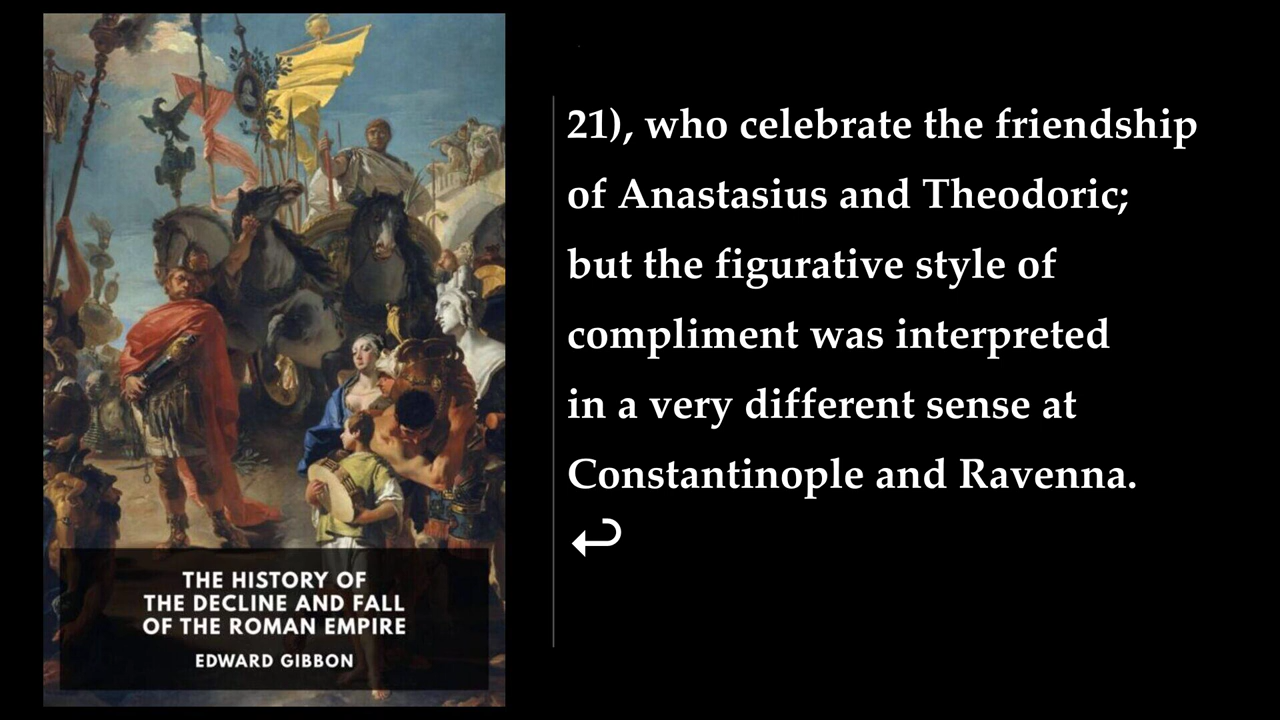 THE HISTORY OF
THE DECLINE AND FALL
OF THE ROMAN EMPIRE
EDWARD GIBBON
21), who celebrate the friendship
of Anastasius and Theodoric;
but the figurative style of
compliment was interpreted
in a very different sense at
Constantinople and Ravenna.
↩